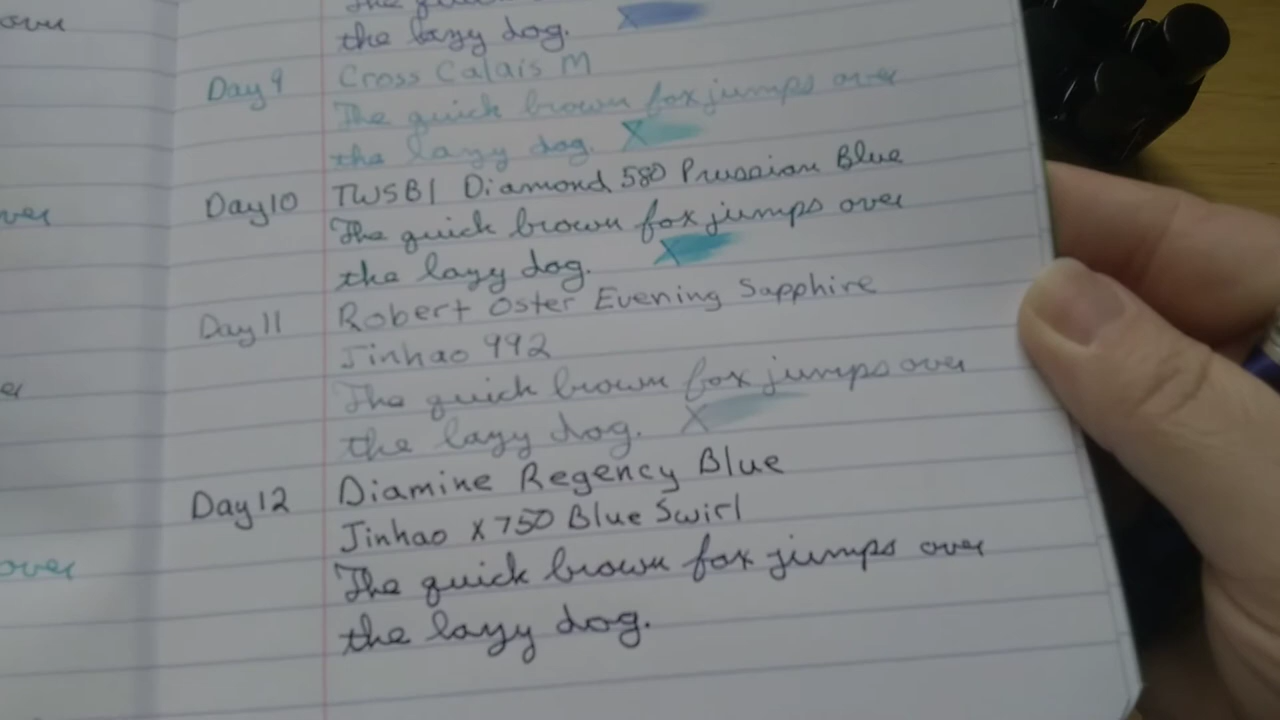 over
the lazy dog.
Day 9 Cross Calais M
The quick brown fox jumps over
the lazy dog.
over
Day 10 TWSBI Diamond 580 Prussian Blue
The quick brown fox jumps over
the lazy dog.
Day 11 Robert Oster Evening Sapphire
Jinhao 992
The quick brown fox jumps over
the lazy dog.
Day 12 Diamine Regency Blue
Jinhao X750 Blue Swirl
over
The quick brown fox jumps over
the lazy dog.